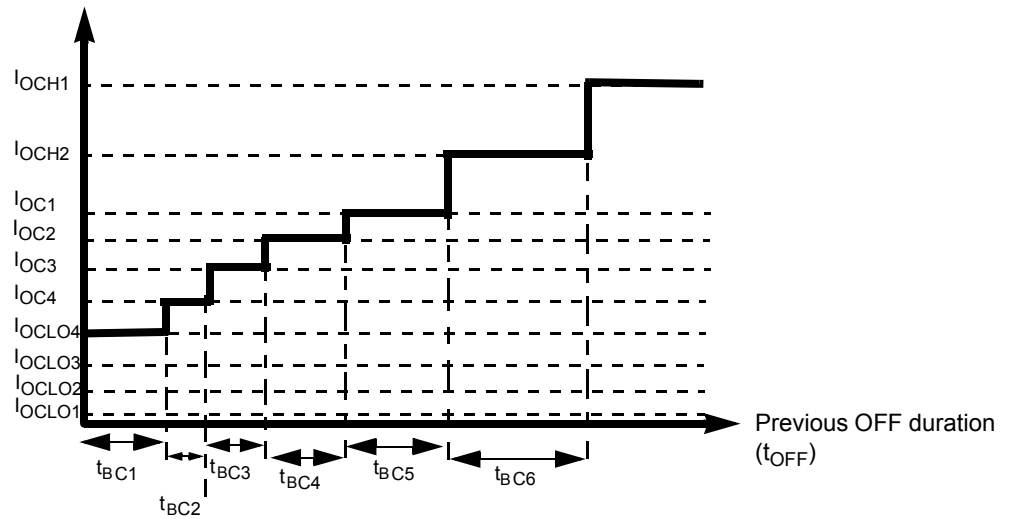 IOCH1
IOCH2
IOC1
IOC2
IOC3
IOC4
IOCLO4
IOCLO3
IOCLO2
IOCLO1
Previous OFF duration
(tOFF)
tBC1
tBC2
tBC3
tBC4
tBC5
tBC6